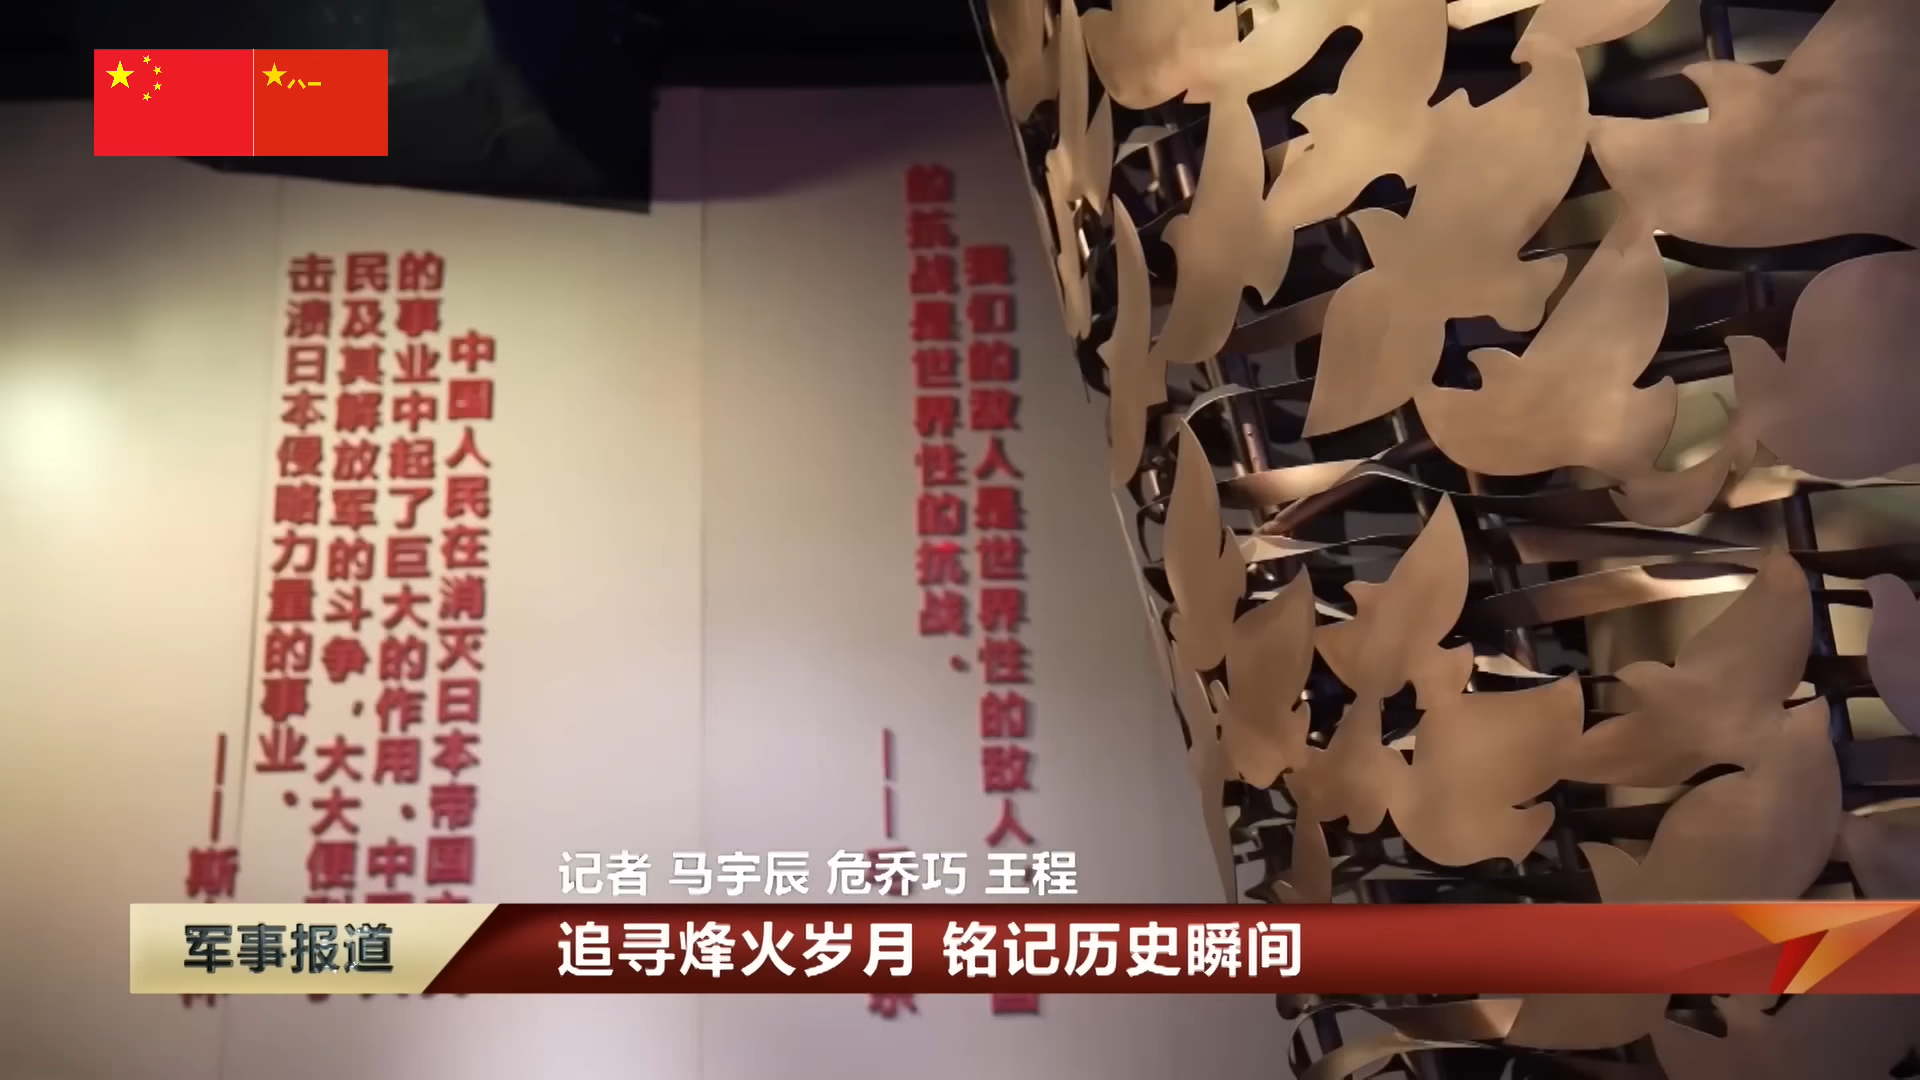 八一
我们的敌人是世界性的敌人
的抗战是世界性的抗战、
中国人民在消灭日本帝国
的事业中起了巨大的作用、中
民及其解放军的斗争，大大便
击溃日本侵略力量的事业、
——斯
记者 马宇辰 危乔巧 王程
军事报道
追寻烽火岁月 铭记历史瞬间